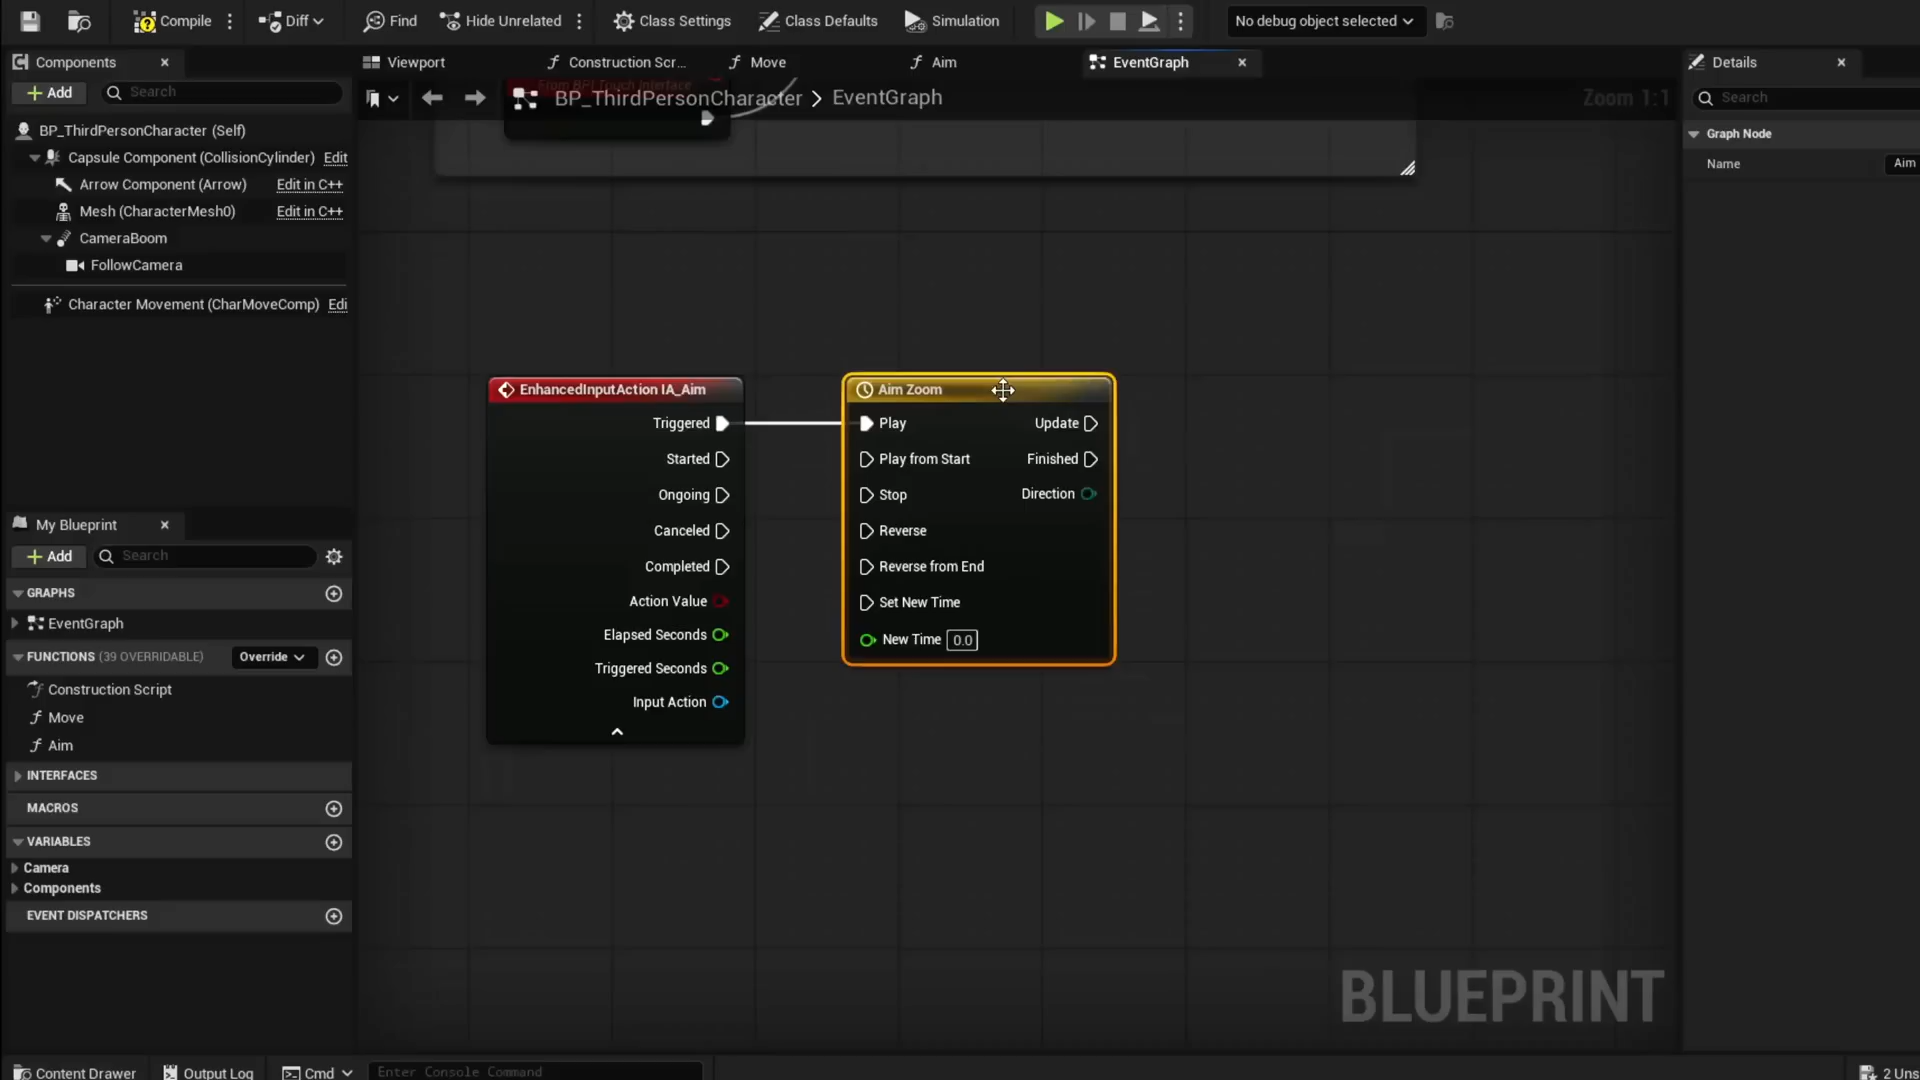 Compile
Diff
Find
Hide Unrelated
Class Settings
Class Defaults
Simulation
No debug object selected
Components
Viewport
Construction Scr...
Move
Aim
EventGraph
Details
Add
Search
From BPI Touch Interface
BP_ThirdPersonCharacter > EventGraph
Zoom 1:1
Search
BP_ThirdPersonCharacter (Self)
Capsule Component (CollisionCylinder) Edit
Arrow Component (Arrow) Edit in C++
Mesh (CharacterMesh0) Edit in C++
CameraBoom
FollowCamera
Character Movement (CharMoveComp) Edi
Graph Node
Name Aim
EnhancedInputAction IA_Aim
Triggered
Started
Ongoing
Canceled
Completed
Action Value
Elapsed Seconds
Triggered Seconds
Input Action
Aim Zoom
Play Update
Play from Start Finished
Stop Direction
Reverse
Reverse from End
Set New Time
New Time 0.0
My Blueprint
Add
Search
GRAPHS
EventGraph
FUNCTIONS (39 OVERRIDABLE) Override
Construction Script
Move
Aim
INTERFACES
MACROS
VARIABLES
Camera
Components
EVENT DISPATCHERS
BLUEPRINT
Content Drawer
Output Log
Cmd
Enter Console Command
2 Uns